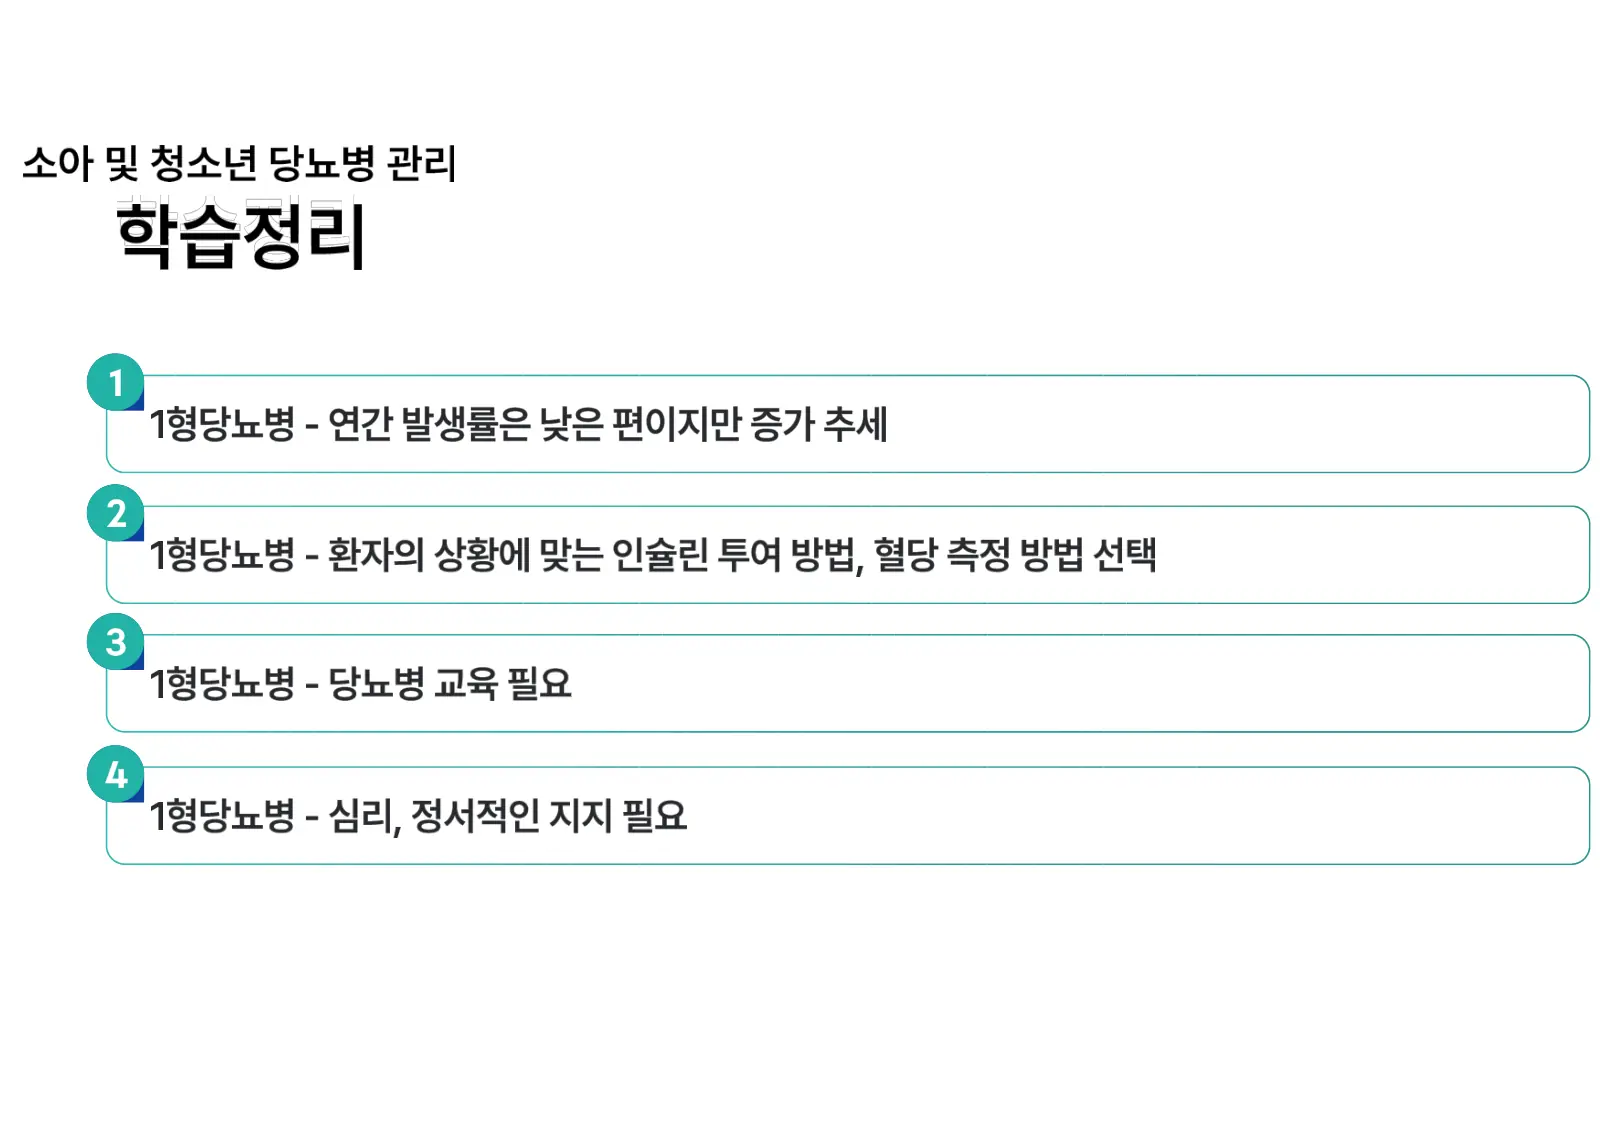 소아 및 청소년 당뇨병 관리
학습정리
1
1형당뇨병 - 연간 발생률은 낮은 편이지만 증가 추세
2
1형당뇨병 - 환자의 상황에 맞는 인슐린 투여 방법, 혈당 측정 방법 선택
3
1형당뇨병 - 당뇨병 교육 필요
4
1형당뇨병 - 심리, 정서적인 지지 필요